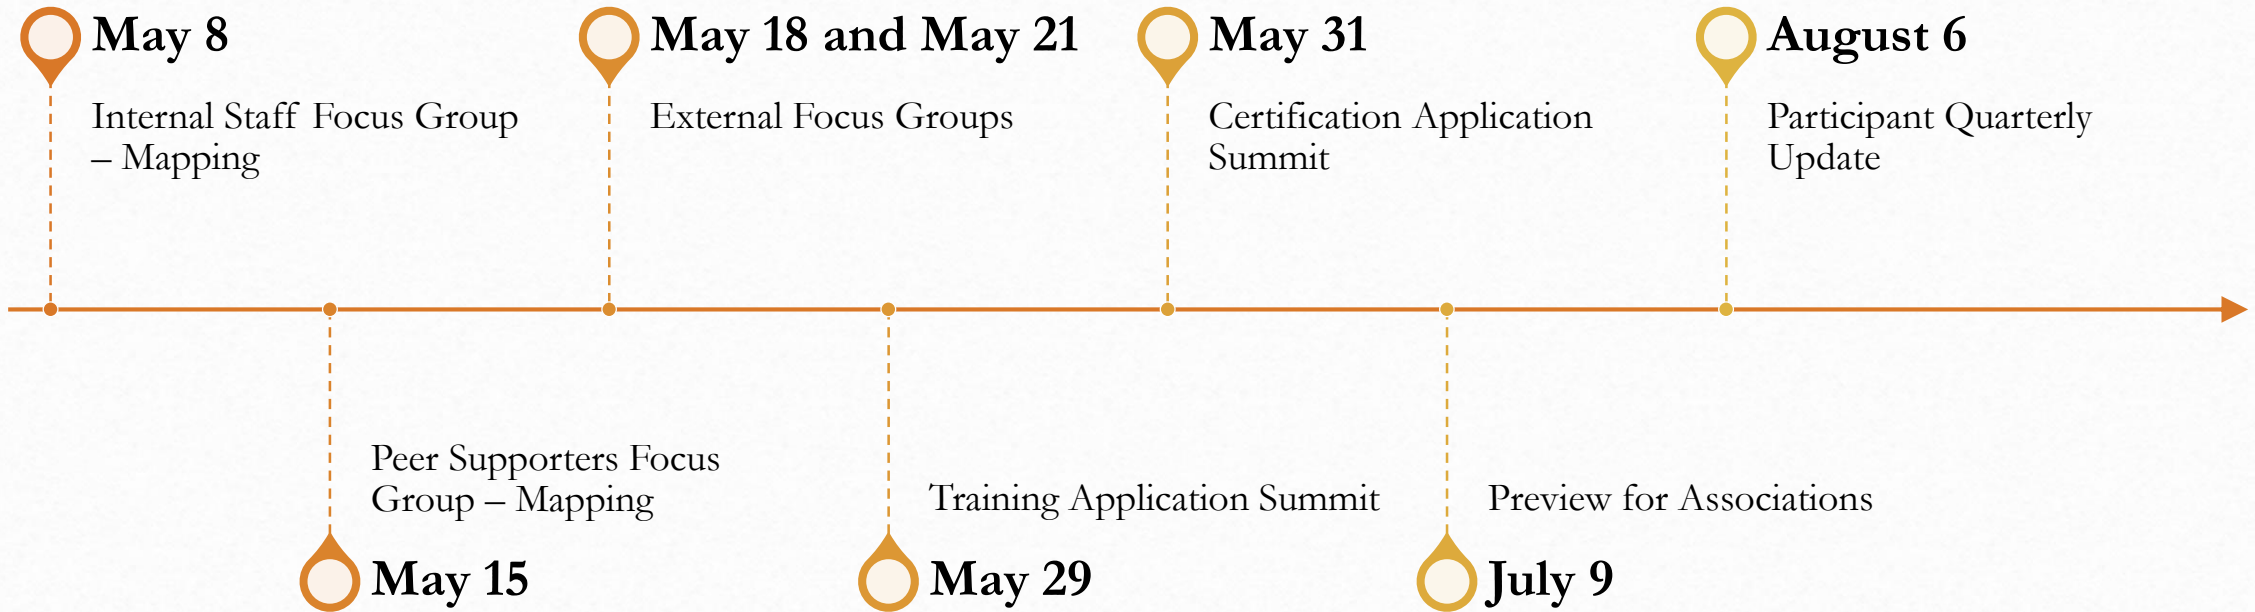 May 8
Internal Staff Focus Group
– Mapping
May 18 and May 21
External Focus Groups
May 31
Certification Application
Summit
August 6
Participant Quarterly
Update
Peer Supporters Focus
Group – Mapping
May 15
Training Application Summit
May 29
Preview for Associations
July 9